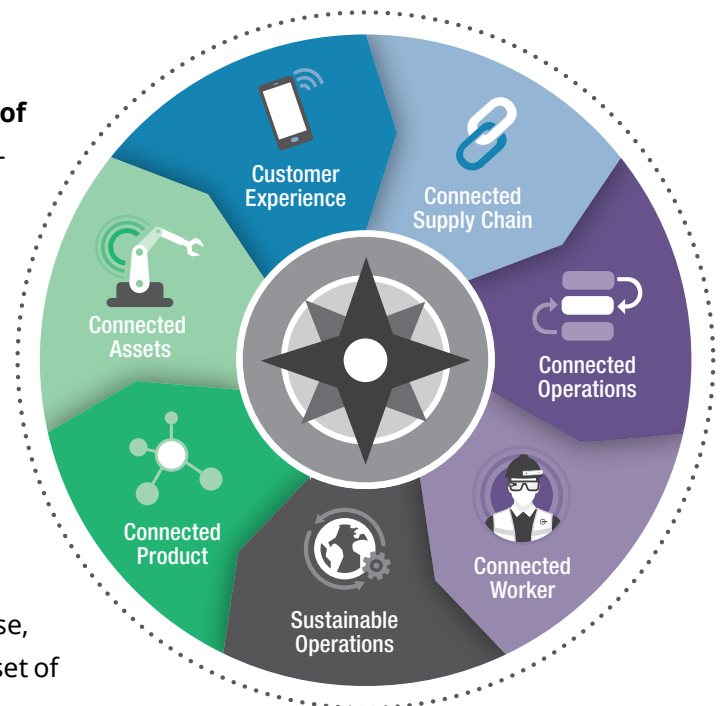 of
-
Customer
Experience
Connected
Supply Chain
Connected
Assets
Connected
Operations
Connected
Product
Connected
Worker
Sustainable
Operations
se,
set of